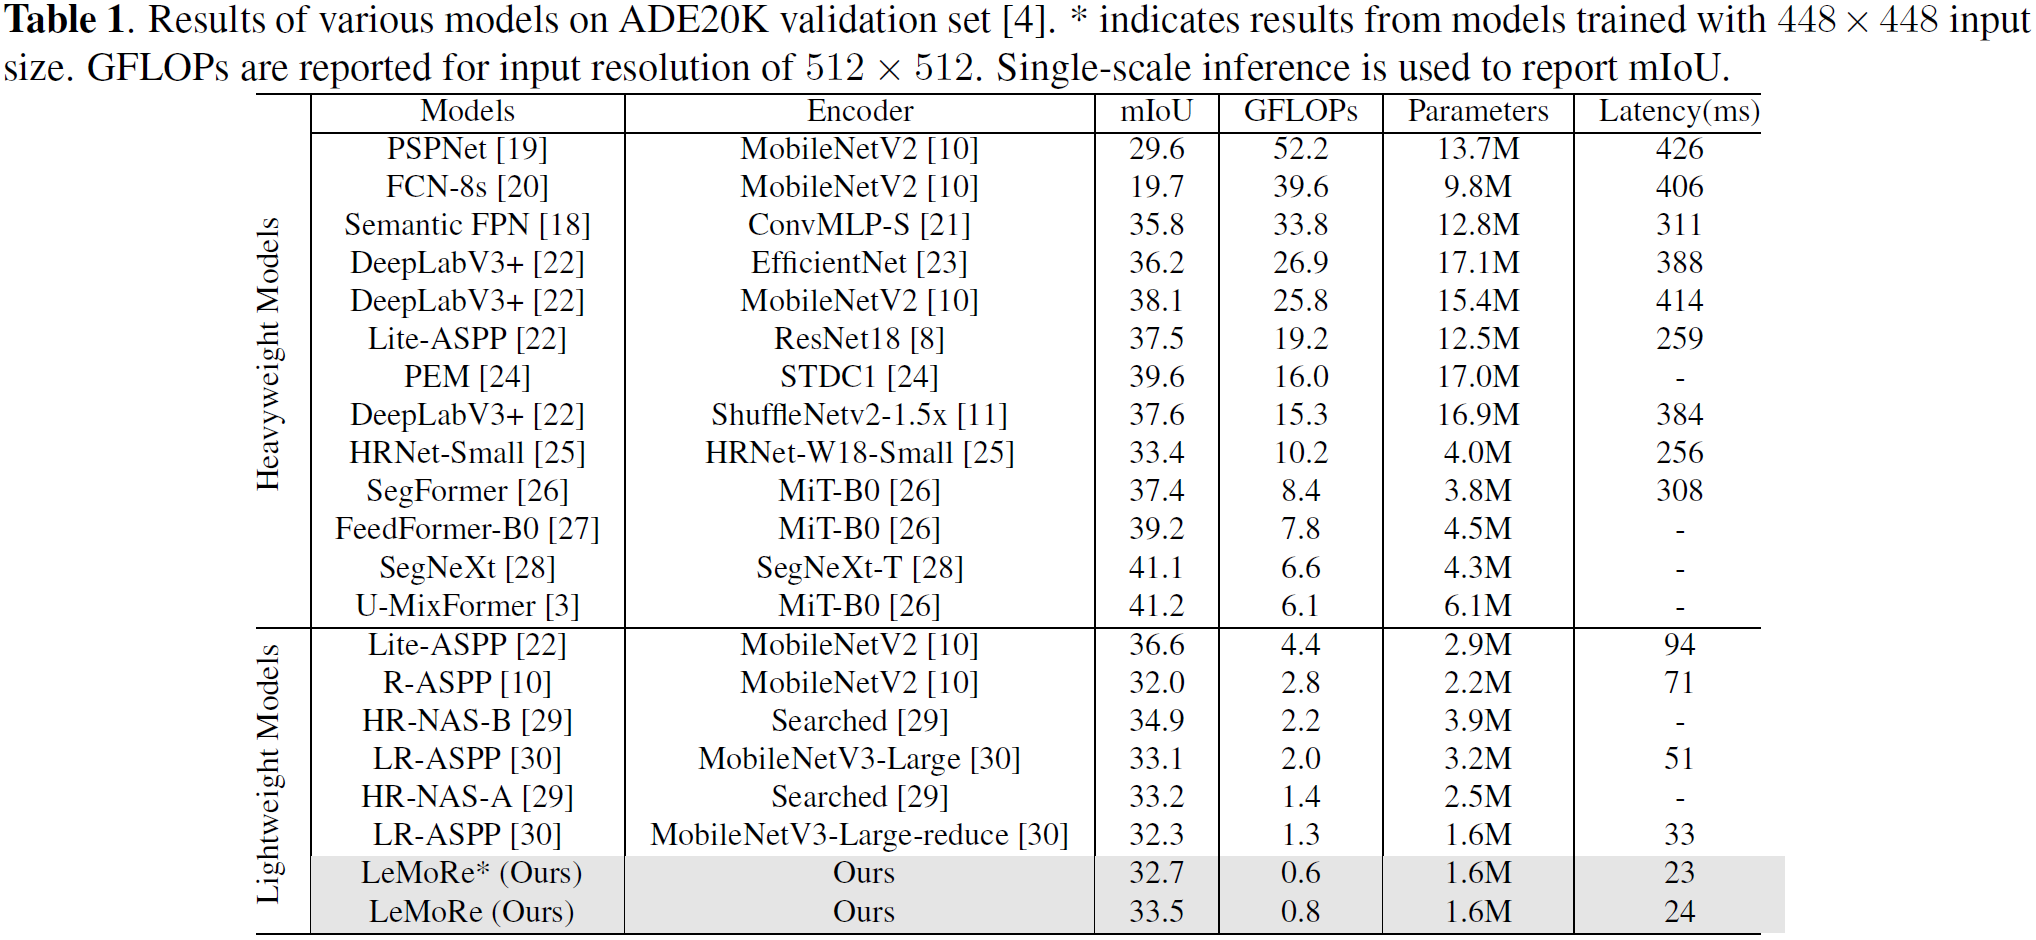 Table 1. Results of various models on ADE20K validation set [4]. * indicates results from models trained with 448 × 448 input
size. GFLOPs are reported for input resolution of 512 × 512. Single-scale inference is used to report mIoU.
Models Encoder mIoU GFLOPs Parameters Latency(ms)
Heavyweight Models
PSPNet [19] MobileNetV2 [10] 29.6 52.2 13.7M 426
FCN-8s [20] MobileNetV2 [10] 19.7 39.6 9.8M 406
Semantic FPN [18] ConvMLP-S [21] 35.8 33.8 12.8M 311
DeepLabV3+ [22] EfficientNet [23] 36.2 26.9 17.1M 388
DeepLabV3+ [22] MobileNetV2 [10] 38.1 25.8 15.4M 414
Lite-ASPP [22] ResNet18 [8] 37.5 19.2 12.5M 259
PEM [24] STDC1 [24] 39.6 16.0 17.0M -
DeepLabV3+ [22] ShuffleNetv2-1.5x [11] 37.6 15.3 16.9M 384
HRNet-Small [25] HRNet-W18-Small [25] 33.4 10.2 4.0M 256
SegFormer [26] MiT-B0 [26] 37.4 8.4 3.8M 308
FeedFormer-B0 [27] MiT-B0 [26] 39.2 7.8 4.5M -
SegNeXt [28] SegNeXt-T [28] 41.1 6.6 4.3M -
U-MixFormer [3] MiT-B0 [26] 41.2 6.1 6.1M -
Lightweight Models
Lite-ASPP [22] MobileNetV2 [10] 36.6 4.4 2.9M 94
R-ASPP [10] MobileNetV2 [10] 32.0 2.8 2.2M 71
HR-NAS-B [29] Searched [29] 34.9 2.2 3.9M -
LR-ASPP [30] MobileNetV3-Large [30] 33.1 2.0 3.2M 51
HR-NAS-A [29] Searched [29] 33.2 1.4 2.5M -
LR-ASPP [30] MobileNetV3-Large-reduce [30] 32.3 1.3 1.6M 33
LeMoRe* (Ours) Ours 32.7 0.6 1.6M 23
LeMoRe (Ours) Ours 33.5 0.8 1.6M 24